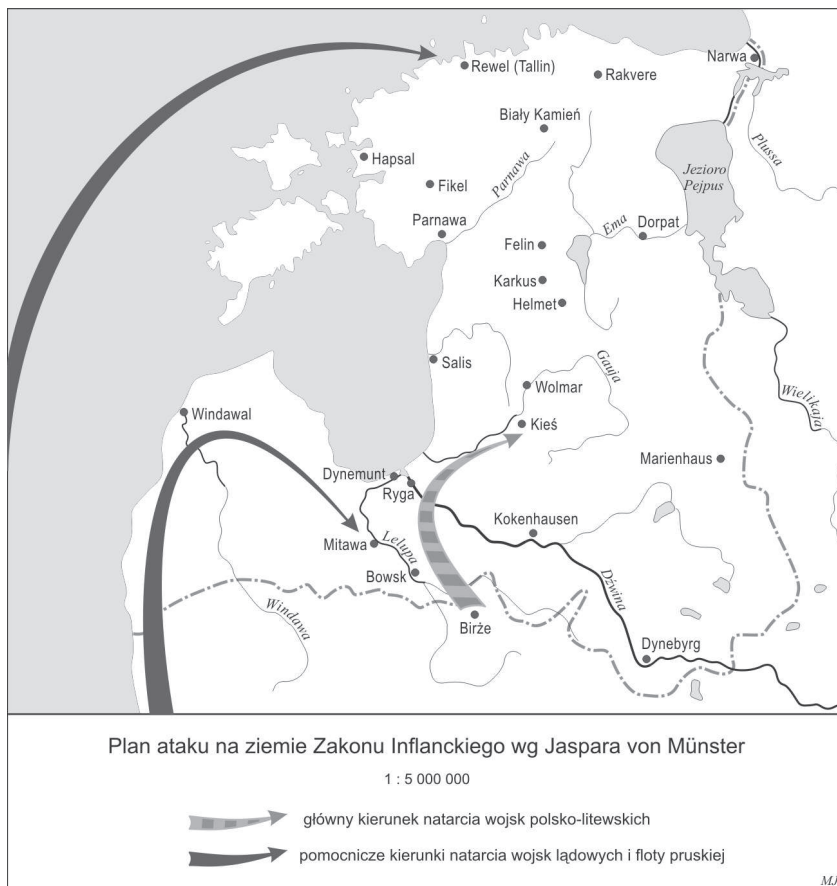 Narwa
Rewel (Tallin)
Rakvere
Biały Kamień
Plussa
Hapsal
Parnawa
Jezioro
Pejpus
Fikel
Parnawa
Ema
Dorpat
Felin
Karkus
Helmet
Salis
Gauja
Wolmar
Wielikaja
Windawal
Kieś
Marienhaus
Dynemunt
Ryga
Kokenhausen
Mitawa
Lelupa
Bowsk
Windawa
Birże
Dźwina
Dyneburg
Plan ataku na ziemie Zakonu Inflanckiego wg Jaspara von Münster
1 : 5 000 000
główny kierunek natarcia wojsk polsko-litewskich
pomocnicze kierunki natarcia wojsk lądowych i floty pruskiej